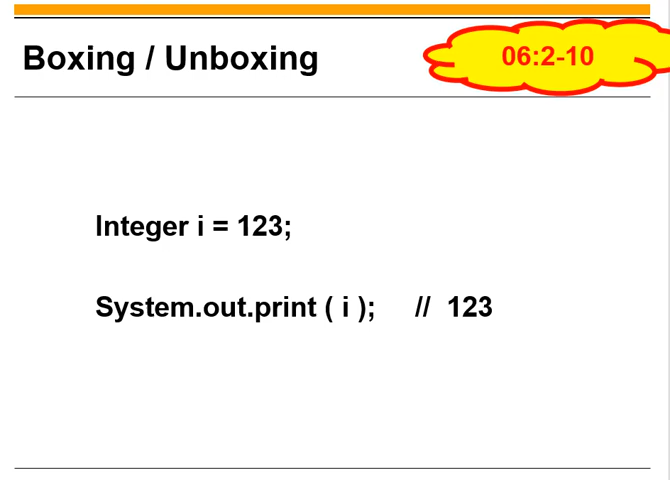 Boxing / Unboxing
06:2-10
Integer i = 123;
System.out.print ( i );     //  123